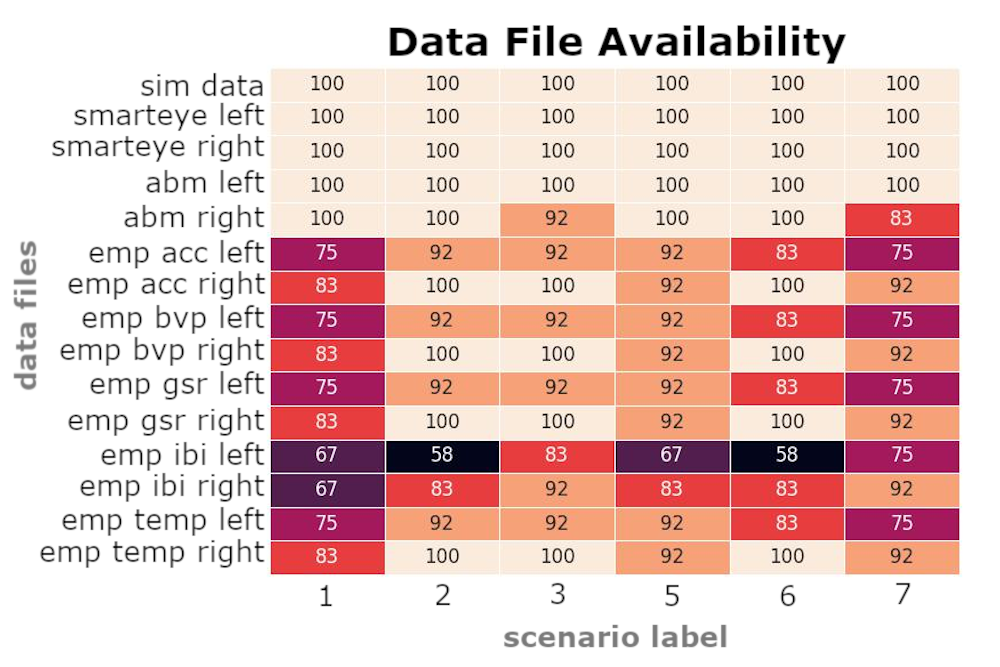 Data File Availability
sim data 100 100 100 100 100 100
smarteye left 100 100 100 100 100 100
smarteye right 100 100 100 100 100 100
abm left 100 100 100 100 100 100
abm right 100 100 92 100 100 83
emp acc left 75 92 92 92 83 75
emp acc right 83 100 100 92 100 92
emp bvp left 75 92 92 92 83 75
emp bvp right 83 100 100 92 100 92
emp gsr left 75 92 92 92 83 75
emp gsr right 83 100 100 92 100 92
emp ibi left 67 58 83 67 58 75
emp ibi right 67 83 92 83 83 92
emp temp left 75 92 92 92 83 75
emp temp right 83 100 100 92 100 92
1 2 3 5 6 7
scenario label
data files